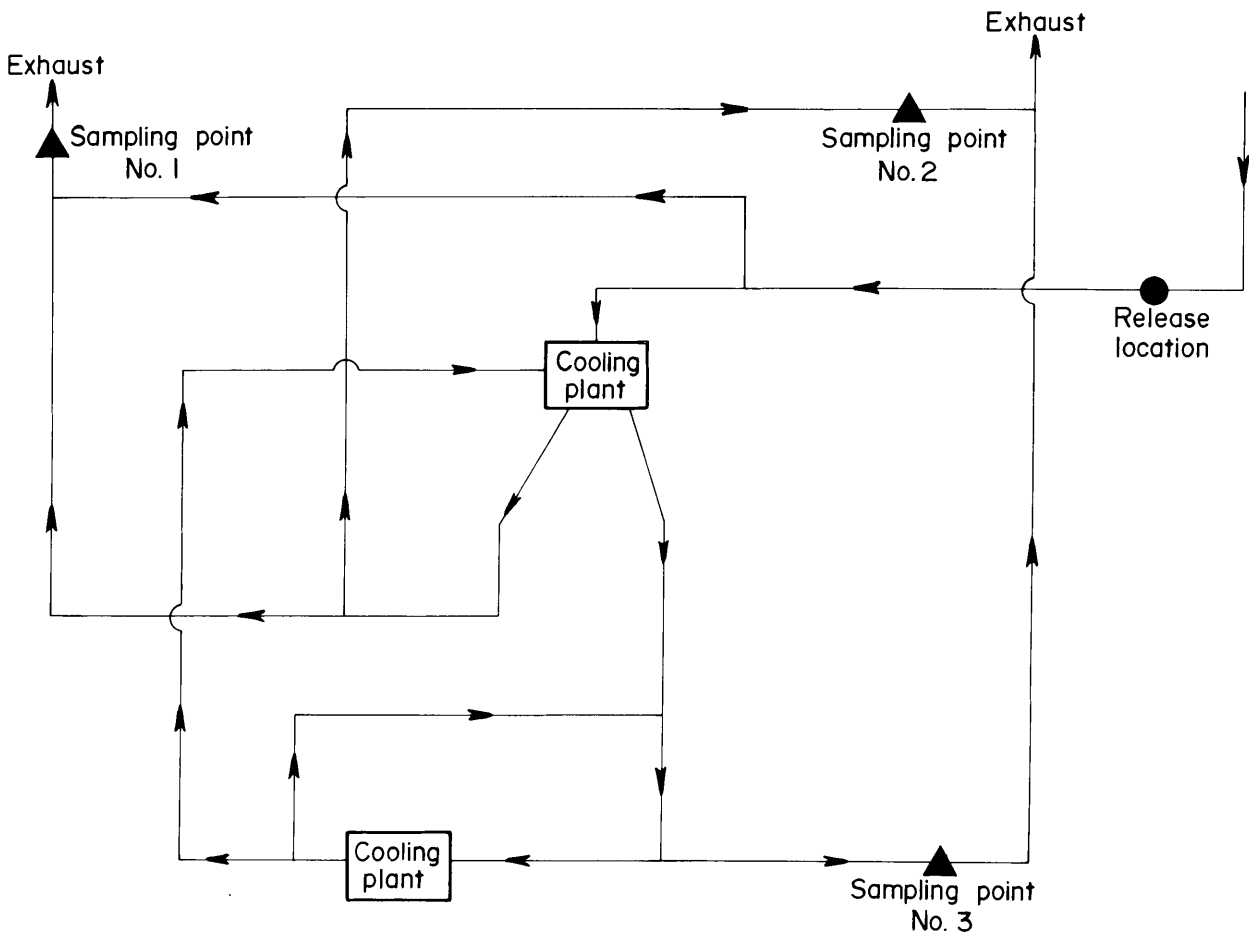 Exhaust
Exhaust
Sampling point
No. 1
Sampling point
No. 2
Release
location
Cooling
plant
Cooling
plant
Sampling point
No. 3